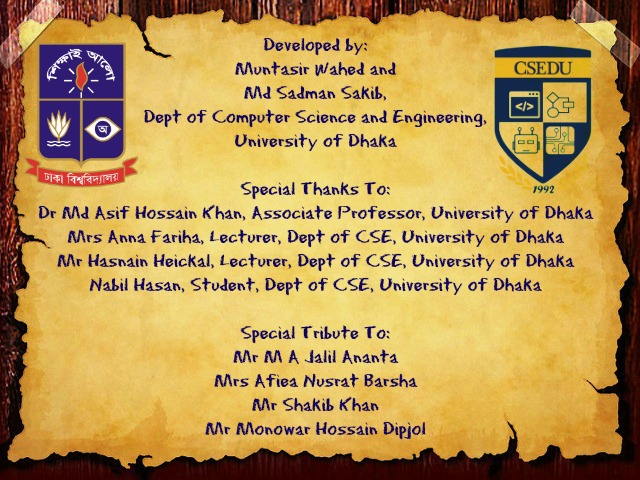 Developed by:
Muntasir Wahed and
Md Sadman Sakib,
Dept of Computer Science and Engineering,
University of Dhaka
শিক্ষাই আলো
অ
ঢাকা বিশ্ববিদ্যালয়
CSEDU
</>
1992
Special Thanks To:
Dr Md Asif Hossain Khan, Associate Professor, University of Dhaka
Mrs Anna Fariha, Lecturer, Dept of CSE, University of Dhaka
Mr Hasnain Heickal, Lecturer, Dept of CSE, University of Dhaka
Nabil Hasan, Student, Dept of CSE, University of Dhaka
Special Tribute To:
Mr M A Jalil Ananta
Mrs Afiea Nusrat Barsha
Mr Shakib Khan
Mr Monowar Hossain Dipjol